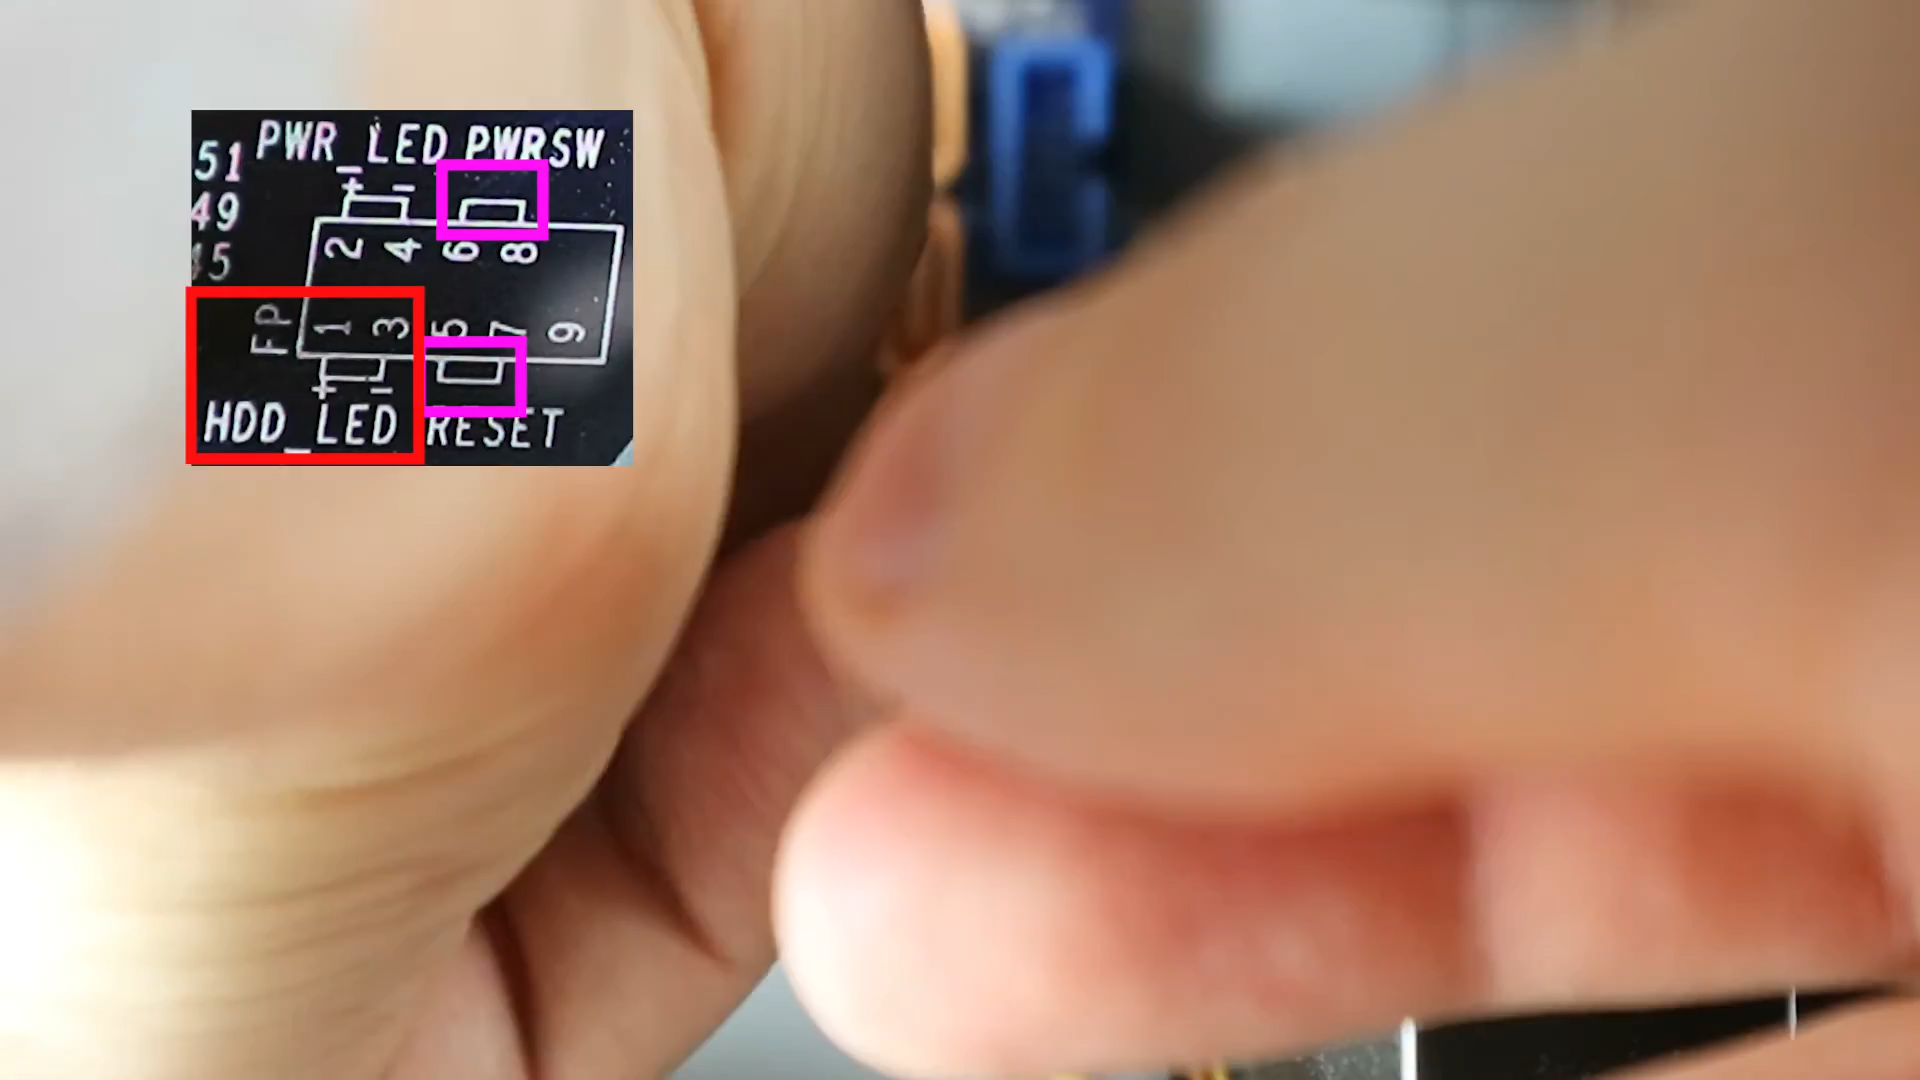 51 PWR_LED PWRSW
49
2 4 6 8
FP 1 3 5 7 9
HDD_LED RESET